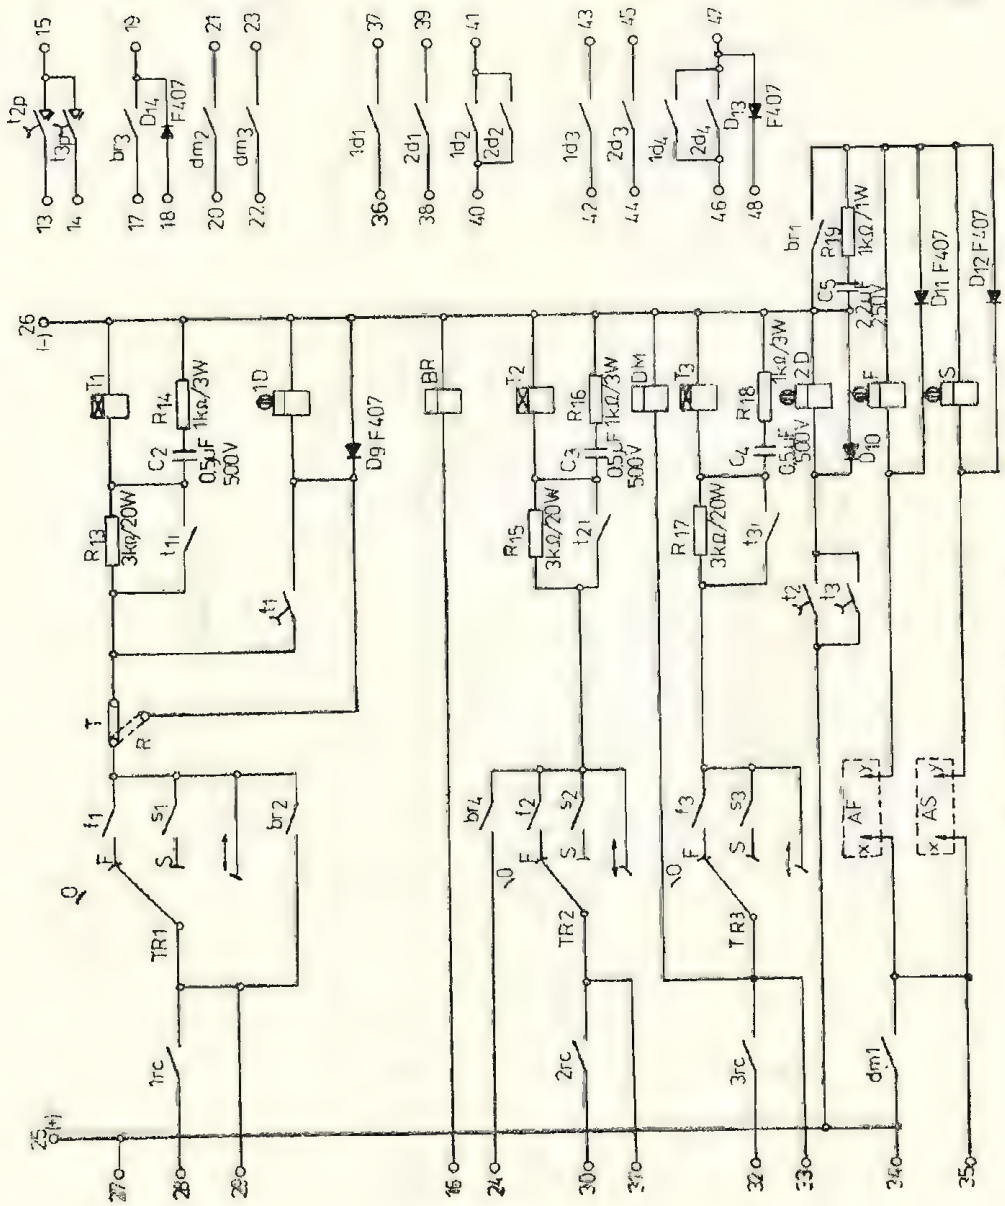 13
14
t2p
t3p
15
17
br3
19
18
D14
F407
20
dm2
21
22
dm3
23
36
1d1
37
38
2d1
39
40
1d2
2d2
41
42
1d3
43
44
2d3
45
46
1d4
2d4
47
48
D13
F407
26
(-)
T1
R14
1kΩ/3W
C2
0,5µF
500V
1D
D9 F407
R13
3kΩ/20W
t1i
t1
T
R
f1
F
s1
S
0
TR1
br2
1rc
25
(+)
27
28
29
BR
16
T2
R16
1kΩ/3W
C3
0,5µF
500V
R15
3kΩ/20W
t2i
br4
24
f2
F
s2
S
0
TR2
2rc
30
31
DM
T3
R18
1kΩ/3W
C4
0,5µF
500V
R17
3kΩ/20W
t3i
f3
F
s3
S
0
TR3
3rc
32
33
2D
D10
t2
t3
br1
R19
1kΩ/1W
C5
2,2µF
250V
F
D11 F407
S
D12 F407
AF
x
y
AS
x
y
dm1
34
35